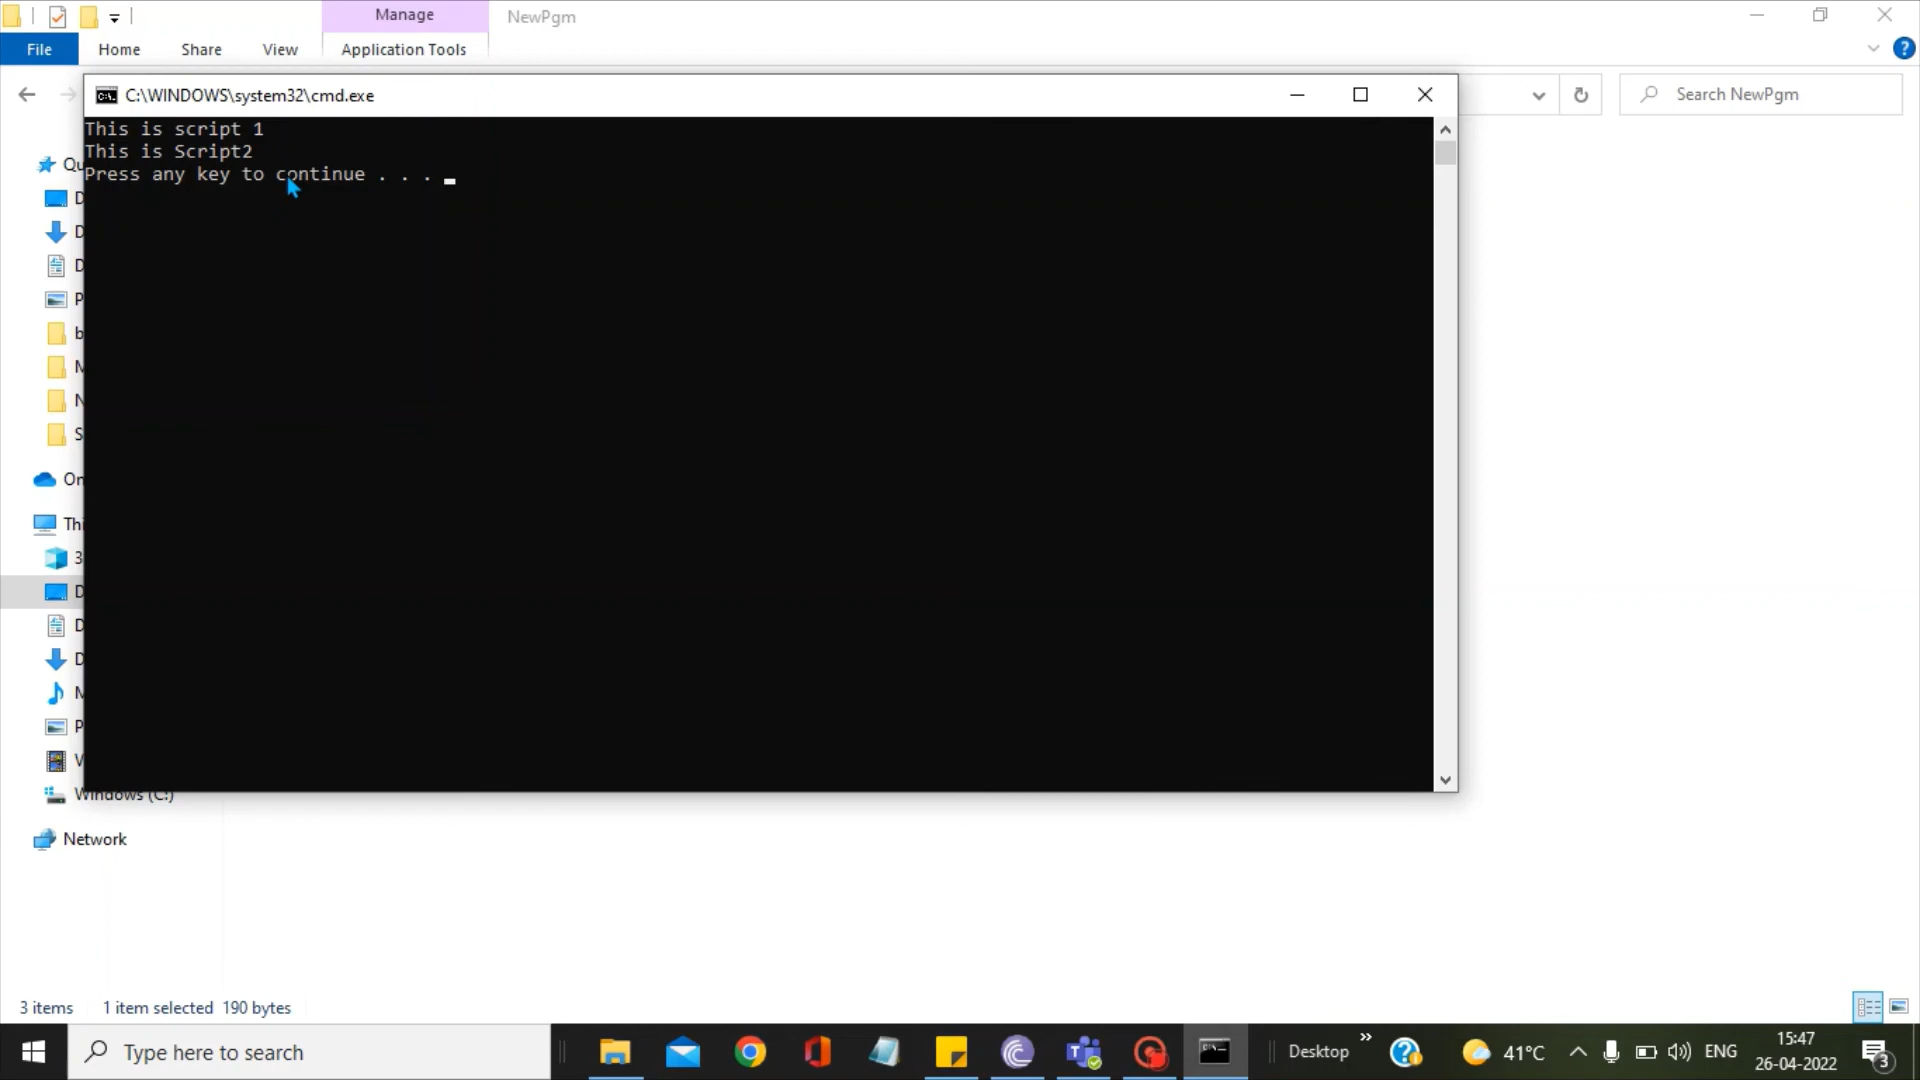 Manage
NewPgm
File
Home
Share
View
Application Tools
C:\WINDOWS\system32\cmd.exe
Search NewPgm
This is script 1
This is Script2
Press any key to continue . . .
Windows (C:)
Network
3 items
1 item selected 190 bytes
Type here to search
Desktop
41°C
ENG
15:47
26-04-2022
3